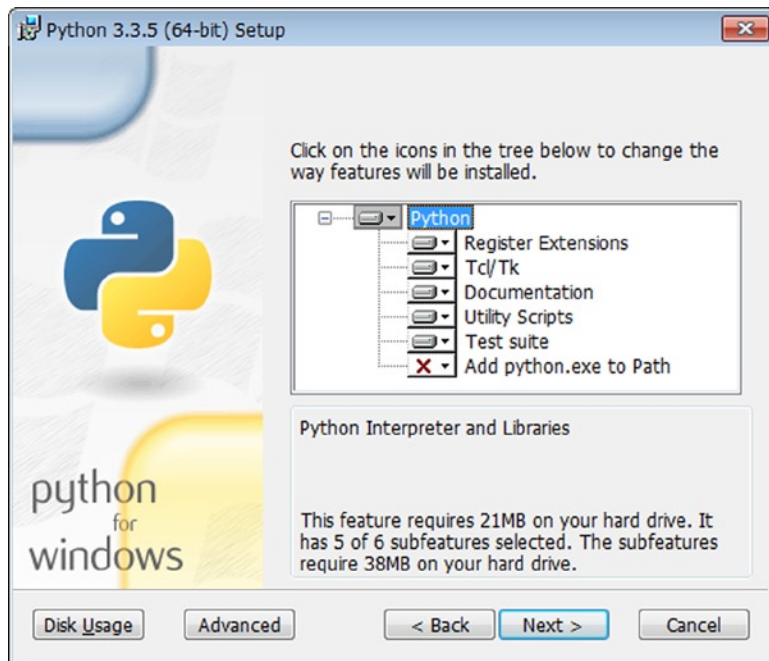 Python 3.3.5 (64-bit) Setup
Click on the icons in the tree below to change the
way features will be installed.
Python
Register Extensions
Tcl/Tk
Documentation
Utility Scripts
Test suite
Add python.exe to Path
Python Interpreter and Libraries
This feature requires 21MB on your hard drive. It
has 5 of 6 subfeatures selected. The subfeatures
require 38MB on your hard drive.
python
for
windows
Disk Usage
Advanced
< Back
Next >
Cancel